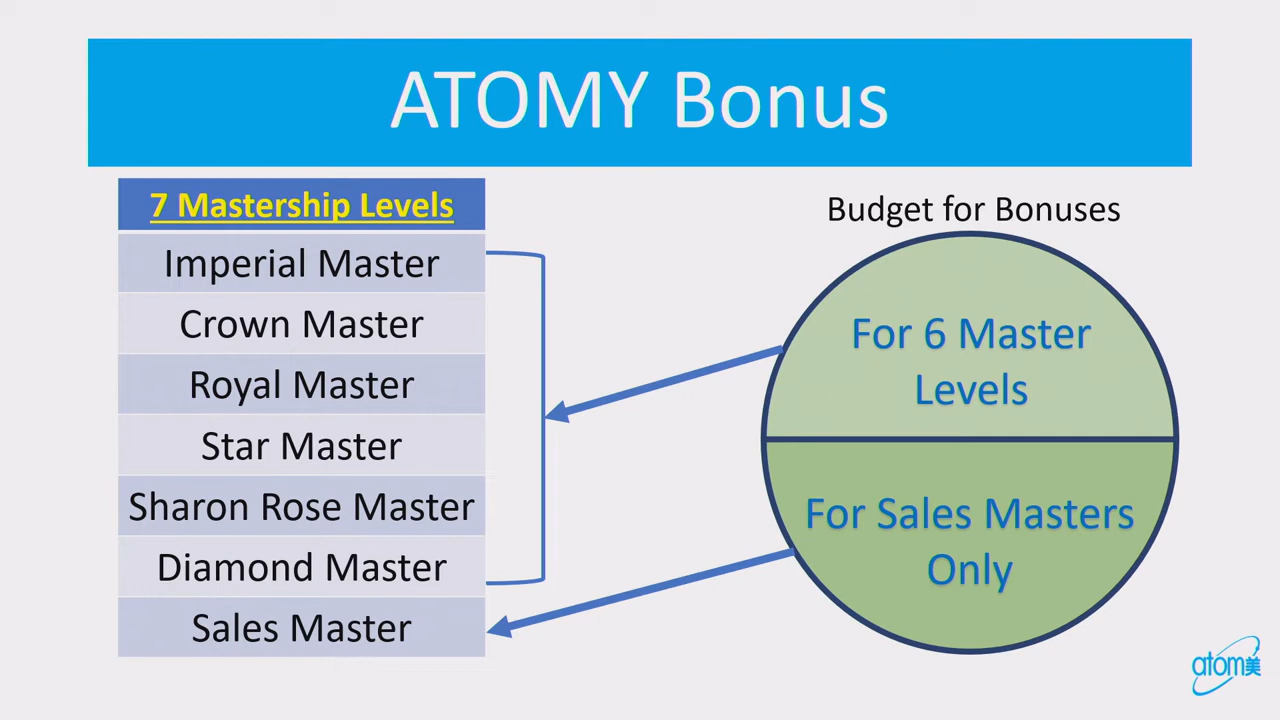 ATOMY Bonus
7 Mastership Levels
Imperial Master
Crown Master
Royal Master
Star Master
Sharon Rose Master
Diamond Master
Sales Master
Budget for Bonuses
For 6 Master
Levels
For Sales Masters
Only
atom美